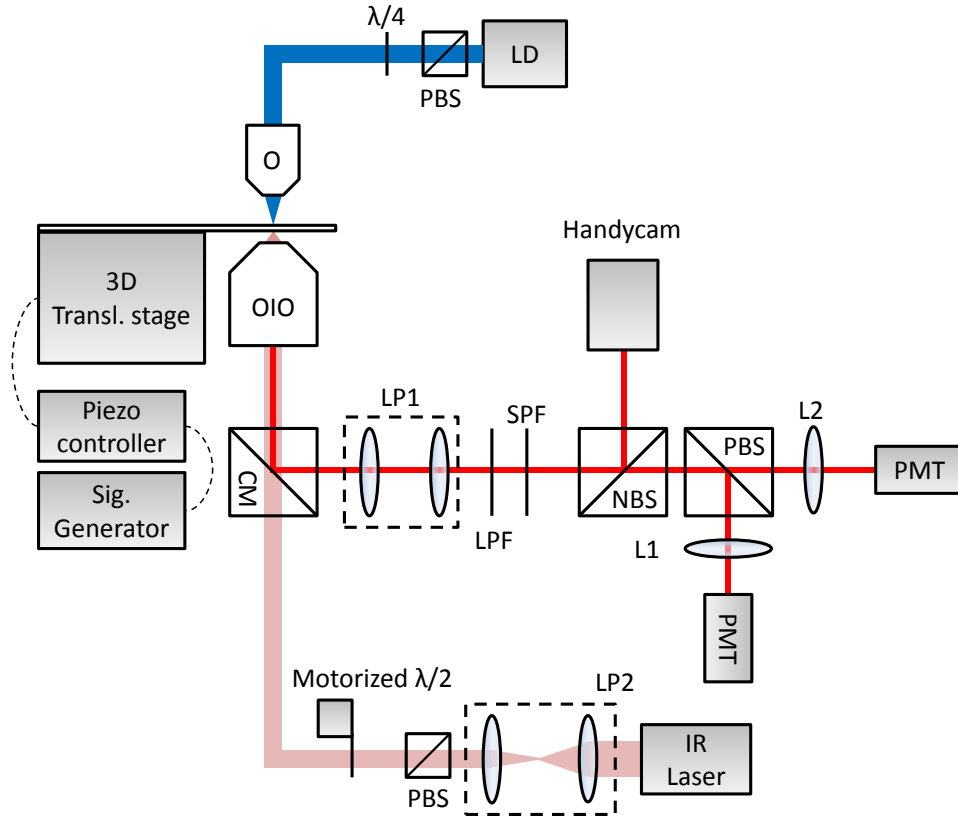 λ/4
LD
PBS
O
Handycam
3D
Transl. stage
OIO
LP1
SPF
L2
Piezo
controller
PBS
PMT
CM
NBS
Sig.
Generator
LPF
L1
PMT
Motorized λ/2
LP2
IR
Laser
PBS